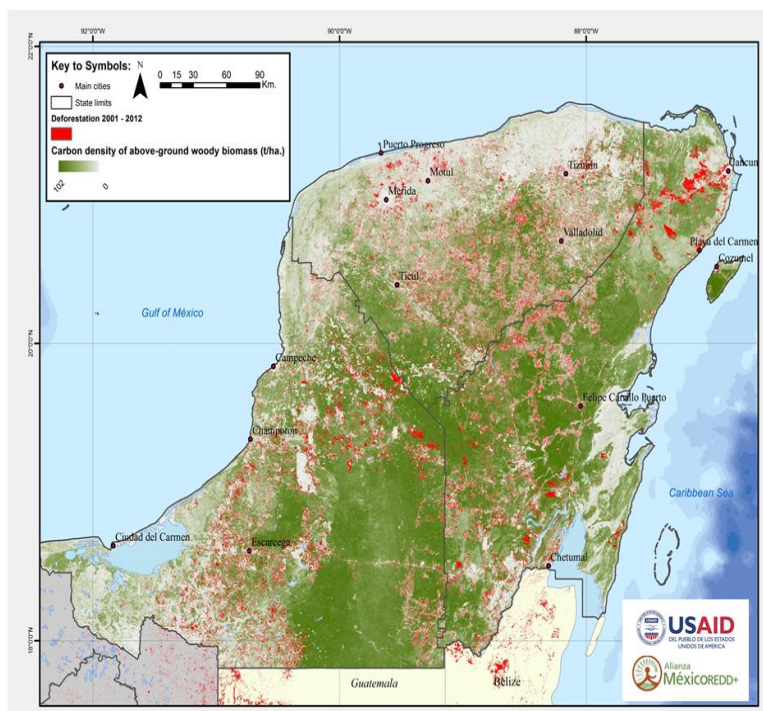 92°0'0"W
90°0'0"W
88°0'0"W
22°0'0"N
20°0'0"N
18°0'0"N
Key to Symbols:
N
0 15 30 60 90
Km.
Main cities
State limits
Deforestation 2001 - 2012
Carbon density of above-ground woody biomass (t/ha.)
102
0
Puerto Progreso
Motul
Merida
Tizimin
Cancun
Valladolid
Playa del Carmen
Cozumel
Ticul
Gulf of México
Campeche
Felipe Carrillo Puerto
Champoton
Caribbean Sea
Ciudad del Carmen
Escarcega
Chetumal
Guatemala
Belize
USAID
USAID
DEL PUEBLO DE LOS ESTADOS
UNIDOS DE AMÉRICA
Alianza
MéxicoREDD+